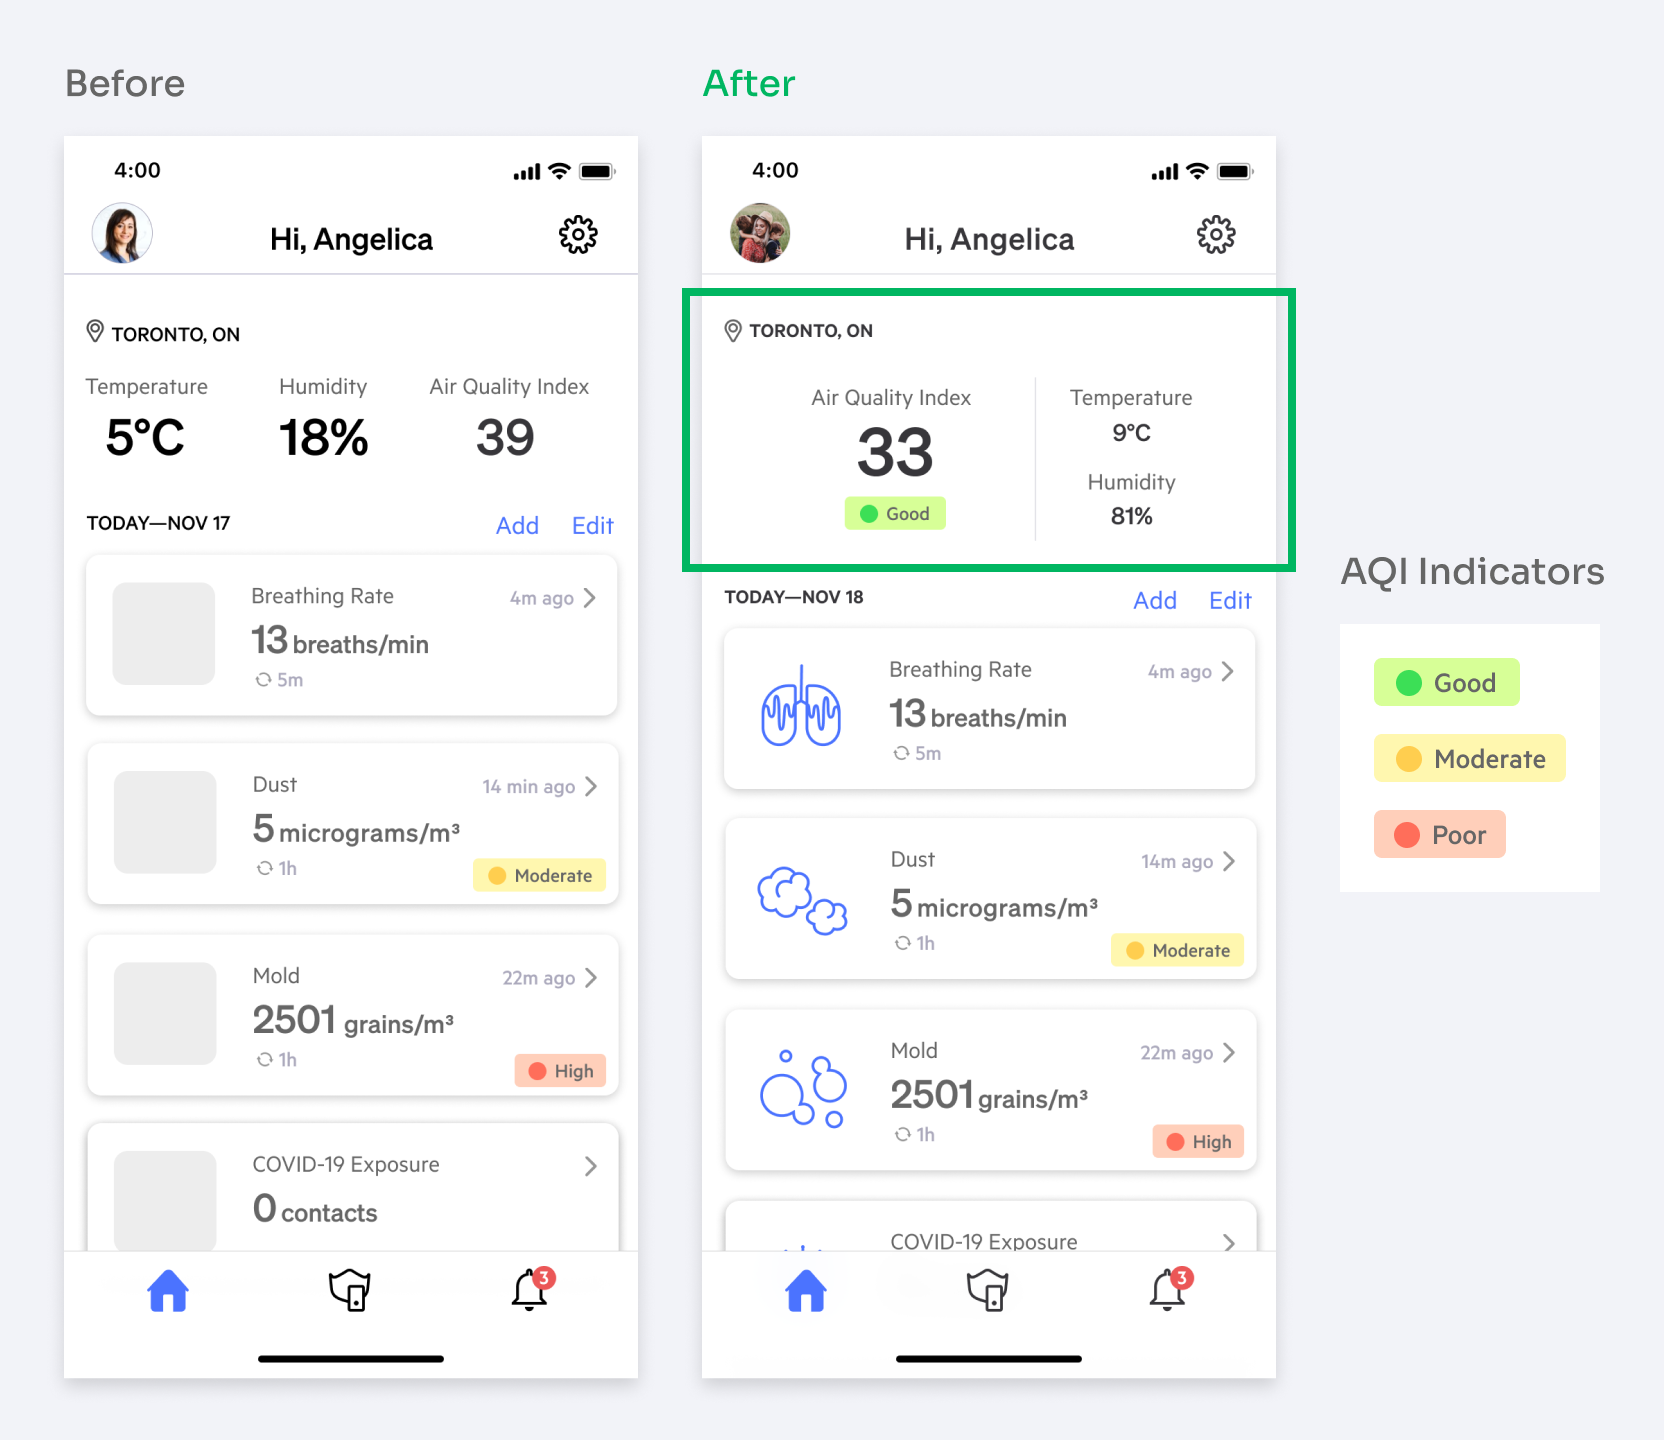 Before
4:00
Hi, Angelica
TORONTO, ON
Temperature Humidity Air Quality Index
5°C 18% 39
TODAY—NOV 17 Add Edit
Breathing Rate 4m ago
13 breaths/min
5m
Dust 14 min ago
5 micrograms/m³
1h Moderate
Mold 22m ago
2501 grains/m³
1h High
COVID-19 Exposure
0 contacts
3
After
4:00
Hi, Angelica
TORONTO, ON
Air Quality Index
33
Good
Temperature
9°C
Humidity
81%
TODAY—NOV 18 Add Edit
Breathing Rate 4m ago
13 breaths/min
5m
Dust 14m ago
5 micrograms/m³
1h Moderate
Mold 22m ago
2501 grains/m³
1h High
COVID-19 Exposure
3
AQI Indicators
Good
Moderate
Poor